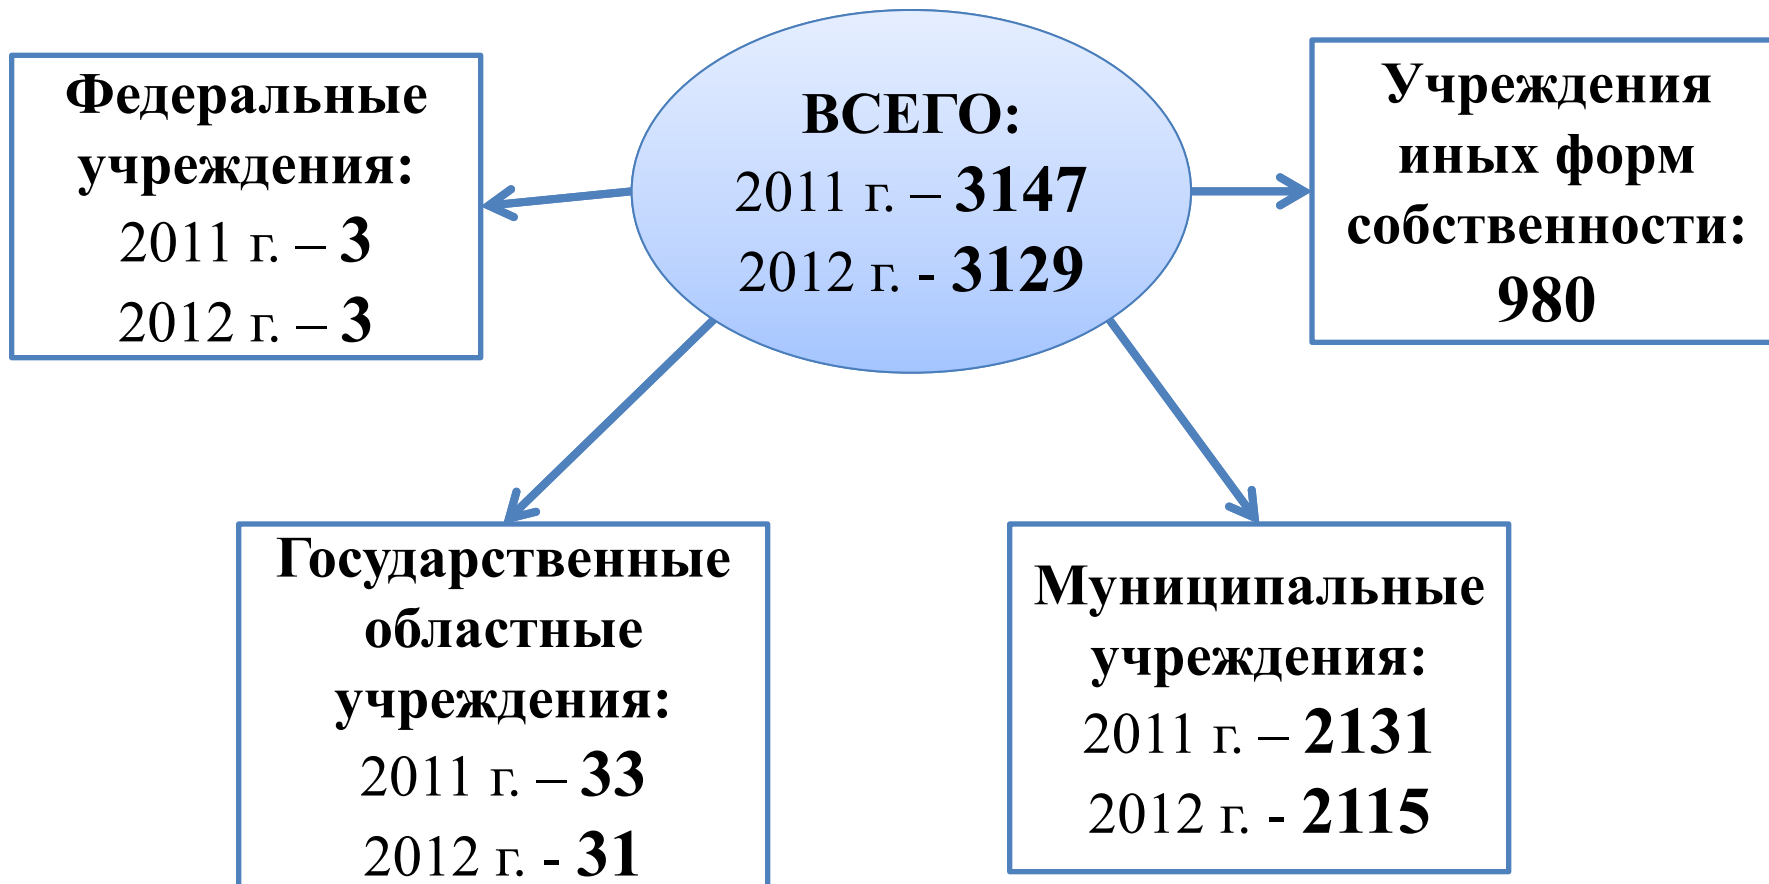 Федеральные
учреждения:
2011 г. – 3
2012 г. – 3
ВСЕГО:
2011 г. – 3147
2012 г. - 3129
Учреждения
иных форм
собственности:
980
Государственные
областные
учреждения:
2011 г. – 33
2012 г. - 31
Муниципальные
учреждения:
2011 г. – 2131
2012 г. - 2115